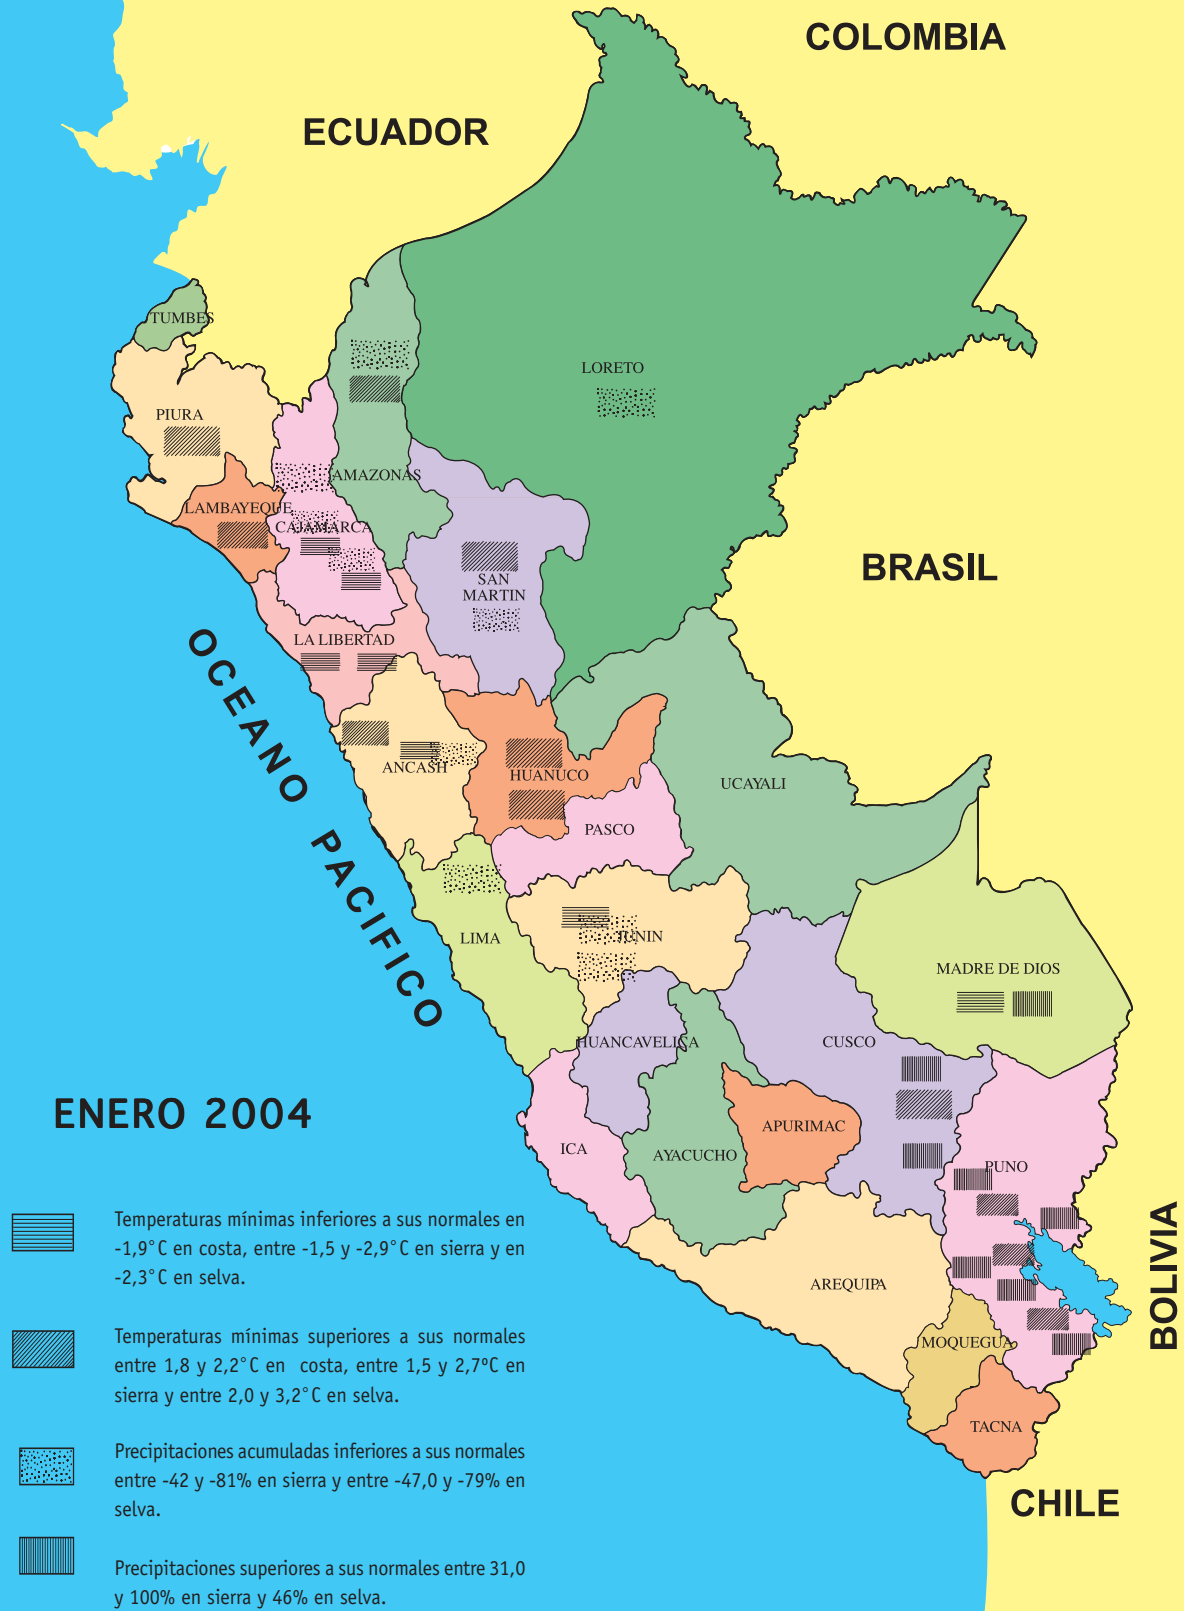 COLOMBIA
ECUADOR
TUMBES
LORETO
PIURA
AMAZONAS
LAMBAYEQUE
CAJAMARCA
BRASIL
SAN
MARTIN
LA LIBERTAD
OCEANO PACIFICO
ANCASH
HUANUCO
UCAYALI
PASCO
LIMA
JUNIN
MADRE DE DIOS
HUANCAVELICA
CUSCO
ENERO 2004
APURIMAC
ICA
AYACUCHO
PUNO
BOLIVIA
AREQUIPA
MOQUEGUA
TACNA
CHILE
Temperaturas mínimas inferiores a sus normales en
-1,9°C en costa, entre -1,5 y -2,9°C en sierra y en
-2,3°C en selva.
Temperaturas mínimas superiores a sus normales
entre 1,8 y 2,2°C en costa, entre 1,5 y 2,7ºC en
sierra y entre 2,0 y 3,2°C en selva.
Precipitaciones acumuladas inferiores a sus normales
entre -42 y -81% en sierra y entre -47,0 y -79% en
selva.
Precipitaciones superiores a sus normales entre 31,0
y 100% en sierra y 46% en selva.